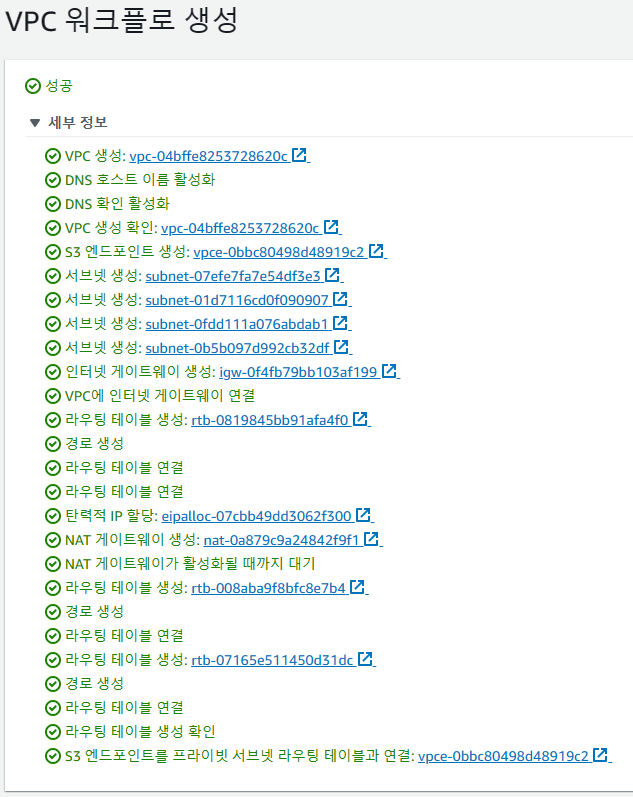 VPC 워크플로 생성
성공
세부 정보
VPC 생성: vpc-04bffe8253728620c
DNS 호스트 이름 활성화
DNS 확인 활성화
VPC 생성 확인: vpc-04bffe8253728620c
S3 엔드포인트 생성: vpce-0bbc80498d48919c2
서브넷 생성: subnet-07efe7fa7e54df3e3
서브넷 생성: subnet-01d7116cd0f090907
서브넷 생성: subnet-0fdd111a076abdab1
서브넷 생성: subnet-0b5b097d992cb32df
인터넷 게이트웨이 생성: igw-0f4fb79bb103af199
VPC에 인터넷 게이트웨이 연결
라우팅 테이블 생성: rtb-0819845bb91afa4f0
경로 생성
라우팅 테이블 연결
라우팅 테이블 연결
탄력적 IP 할당: eipalloc-07cbb49dd3062f300
NAT 게이트웨이 생성: nat-0a879c9a24842f9f1
NAT 게이트웨이가 활성화될 때까지 대기
라우팅 테이블 생성: rtb-008aba9f8bfc8e7b4
경로 생성
라우팅 테이블 연결
라우팅 테이블 생성: rtb-07165e511450d31dc
경로 생성
라우팅 테이블 연결
라우팅 테이블 생성 확인
S3 엔드포인트를 프라이빗 서브넷 라우팅 테이블과 연결: vpce-0bbc80498d48919c2